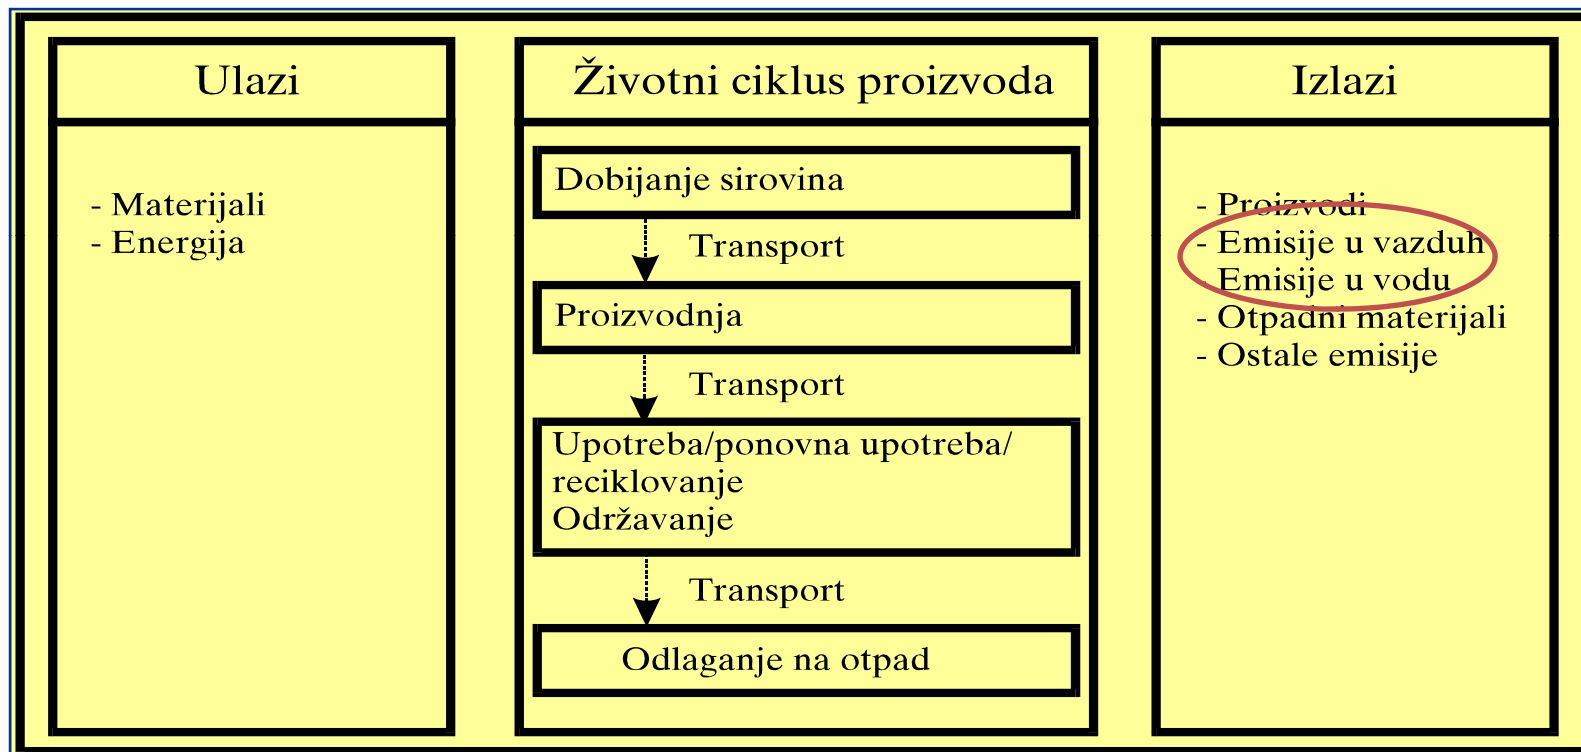 Ulazi
- Materijali
- Energija
Životni ciklus proizvoda
Dobijanje sirovina
Transport
Proizvodnja
Transport
Upotreba/ponovna upotreba/
reciklovanje
Održavanje
Transport
Odlaganje na otpad
Izlazi
- Proizvodi
- Emisije u vazduh
- Emisije u vodu
- Otpadni materijali
- Ostale emisije